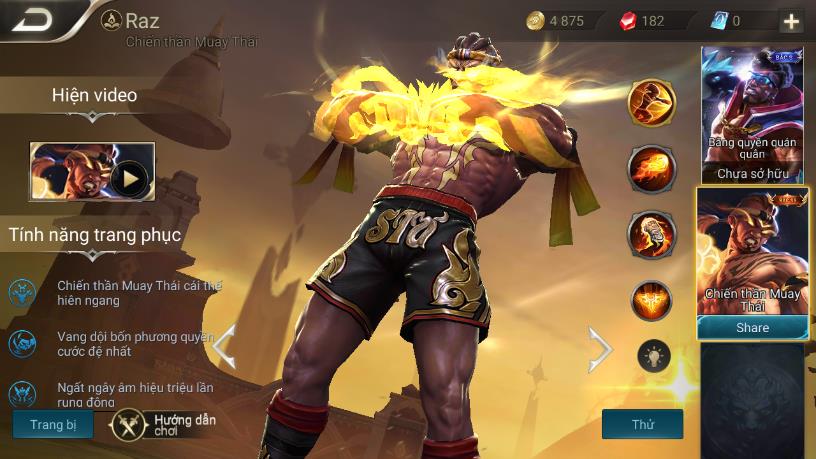 Raz
Chiến thần Muay Thái
4 875
182
0
Hiện video
Tính năng trang phục
Chiến thần Muay Thái cái thế
hiên ngang
Vang dội bốn phương quyền
cước đệ nhất
Ngất ngây âm hiệu triệu lần
rung động
Trang bị
Hướng dẫn
chơi
Thử
BẬC S
Băng quyền quán
quân
Chưa sở hữu
Chiến thần Muay
Thái
Share